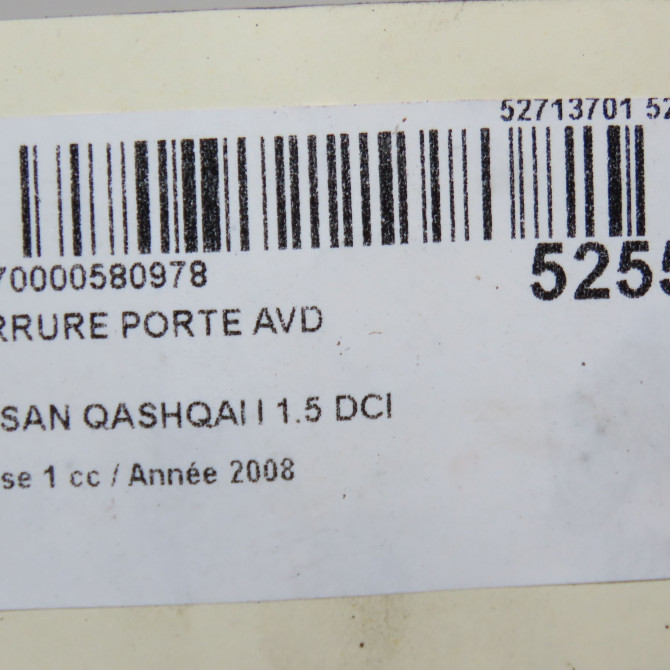 52713701 52
70000580978
5255
RRURE PORTE AVD
SAN QASHQAI I 1.5 DCI
se 1 cc / Année 2008